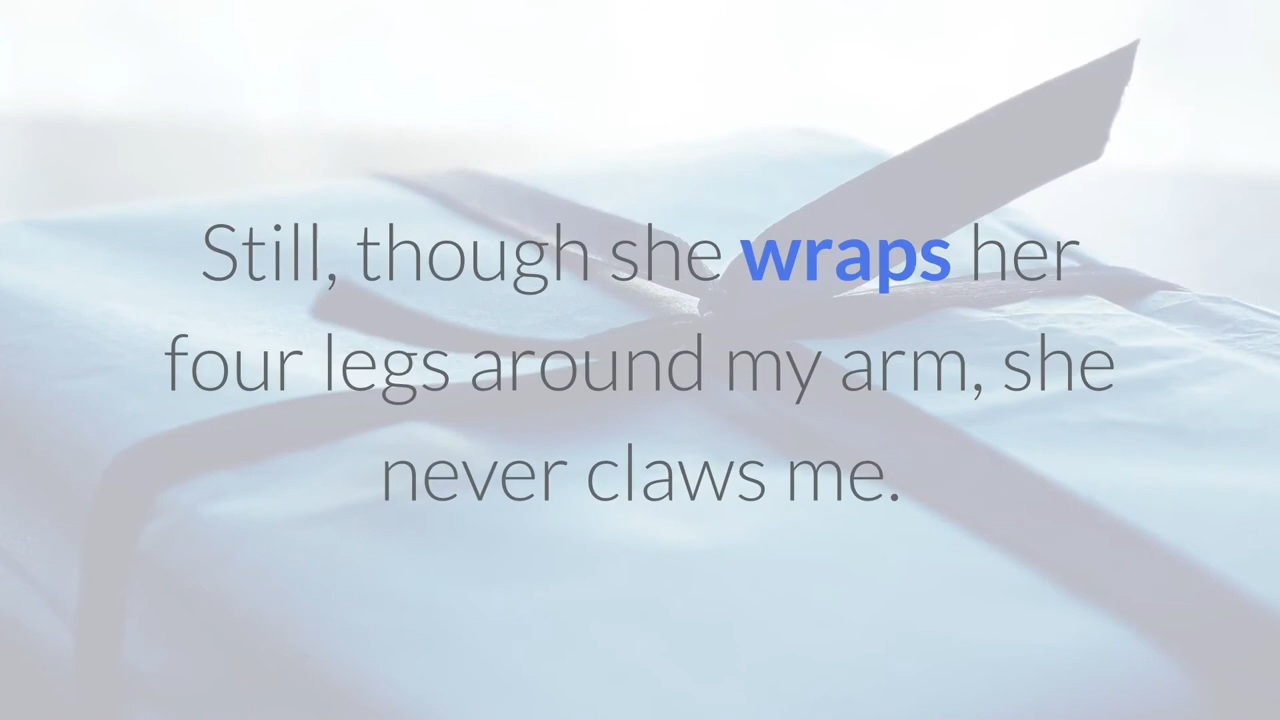 Still, though she wraps her
four legs around my arm, she
never claws me.